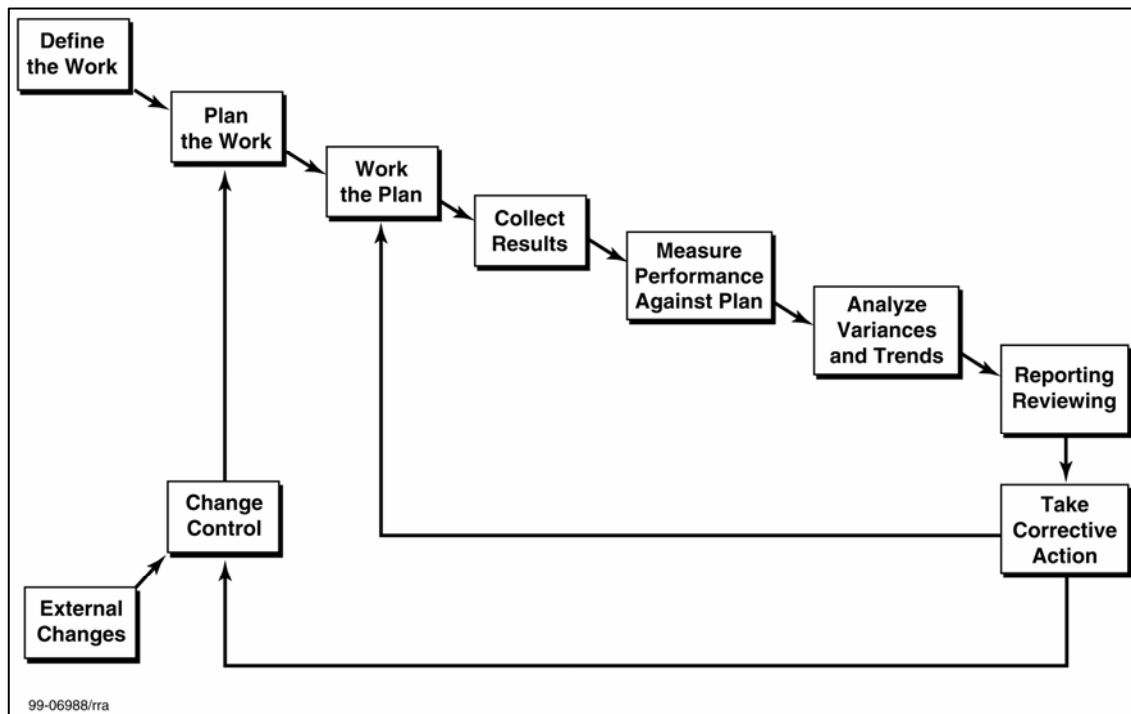 Define
the Work
Plan
the Work
Work
the Plan
Collect
Results
Measure
Performance
Against Plan
Analyze
Variances
and Trends
Reporting
Reviewing
Take
Corrective
Action
Change
Control
External
Changes
99-06988/rra